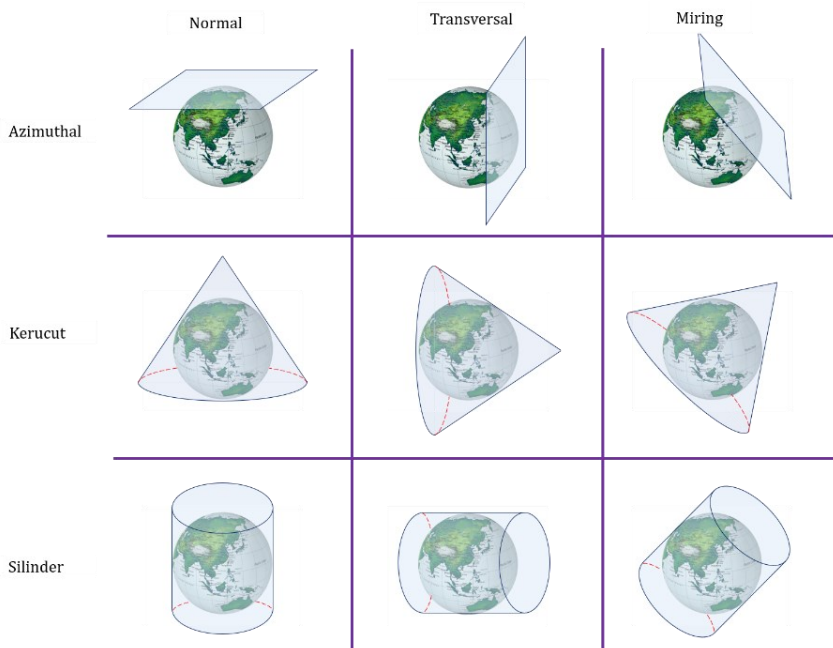 Normal
Transversal
Miring
Azimuthal
Kerucut
Silinder